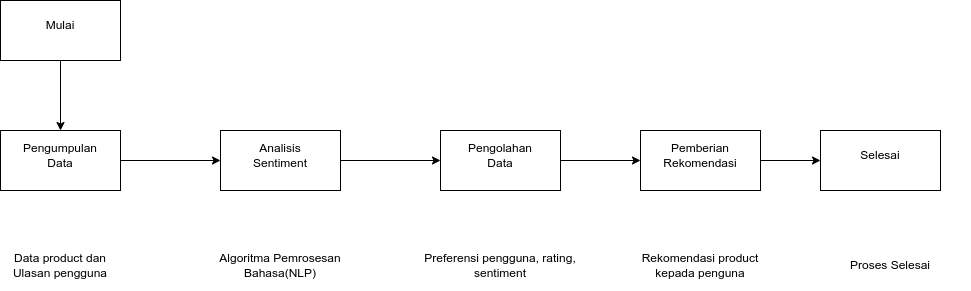 Mulai
Pengumpulan
Data
Analisis
Sentiment
Pengolahan
Data
Pemberian
Rekomendasi
Selesai
Data product dan
Ulasan pengguna
Algoritma Pemrosesan
Bahasa(NLP)
Preferensi pengguna, rating,
sentiment
Rekomendasi product
kepada penguna
Proses Selesai